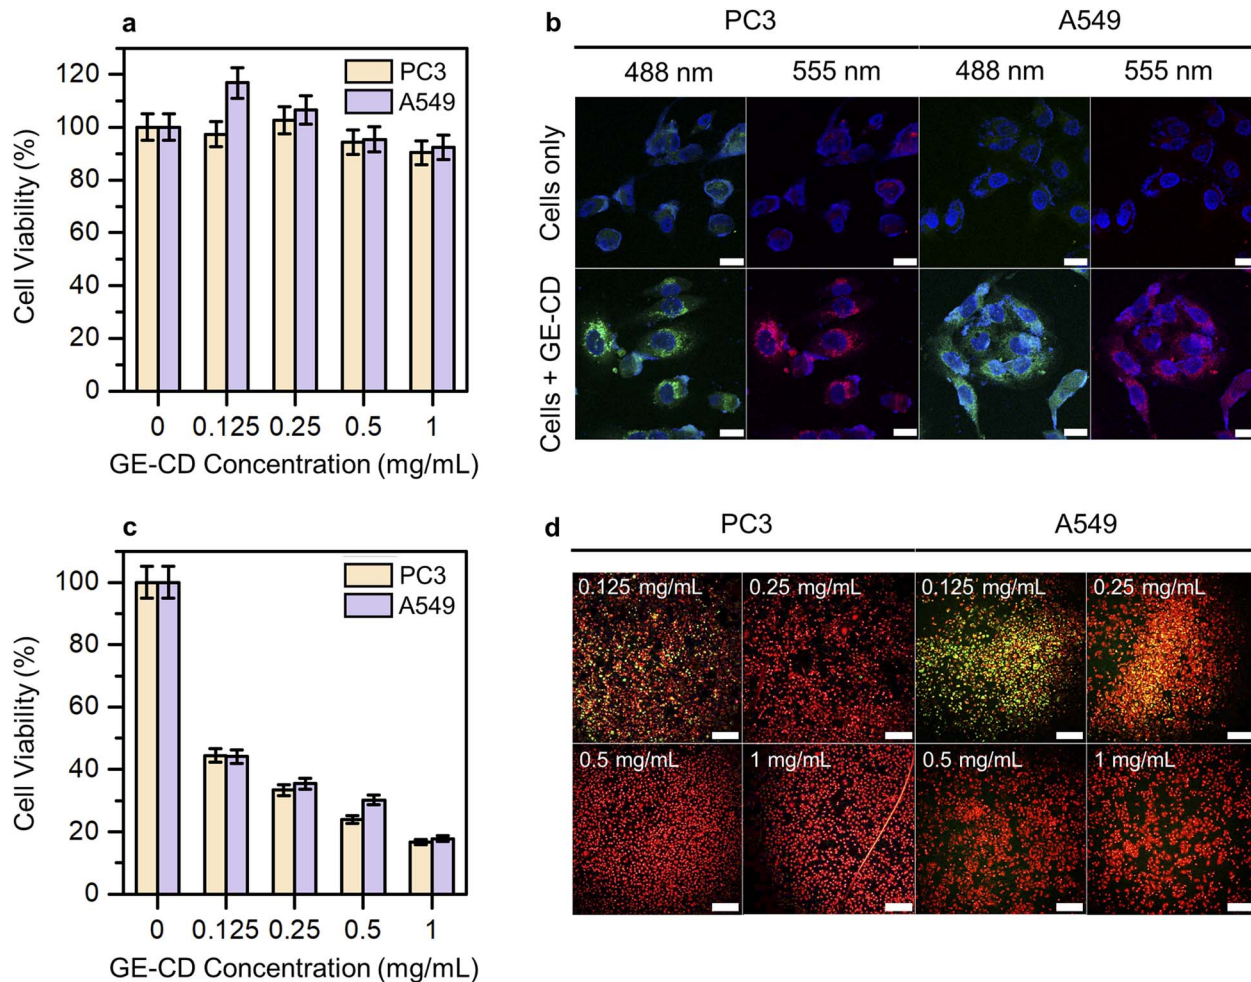 a
120
100
80
60
40
20
0
Cell Viability (%)
PC3
A549
0 0.125 0.25 0.5 1
GE-CD Concentration (mg/mL)
b
PC3 A549
488 nm 555 nm 488 nm 555 nm
Cells only
Cells + GE-CD
c
100
80
60
40
20
0
Cell Viability (%)
PC3
A549
0 0.125 0.25 0.5 1
GE-CD Concentration (mg/mL)
d
PC3 A549
0.125 mg/mL 0.25 mg/mL 0.125 mg/mL 0.25 mg/mL
0.5 mg/mL 1 mg/mL 0.5 mg/mL 1 mg/mL